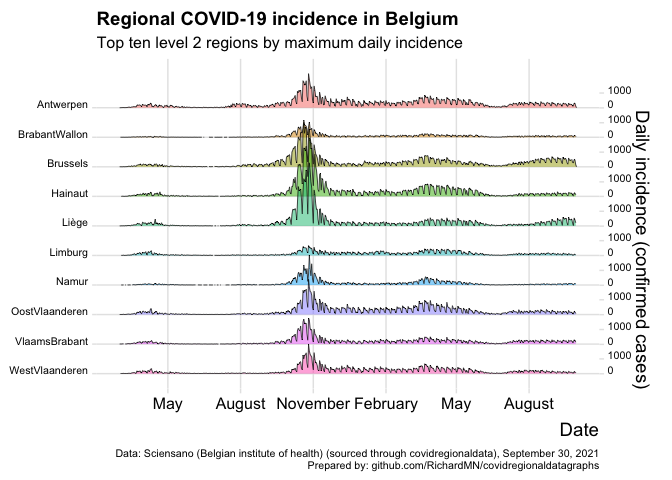 Regional COVID-19 incidence in Belgium
Top ten level 2 regions by maximum daily incidence
Antwerpen
BrabantWallon
Brussels
Hainaut
Liège
Limburg
Namur
OostVlaanderen
VlaamsBrabant
WestVlaanderen
1000
0
1000
0
1000
0
1000
0
1000
0
1000
0
1000
0
1000
0
1000
0
1000
0
Daily incidence (confirmed cases)
May August November February May August
Date
Data: Sciensano (Belgian institute of health) (sourced through covidregionaldata), September 30, 2021
Prepared by: github.com/RichardMN/covidregionaldatagraphs